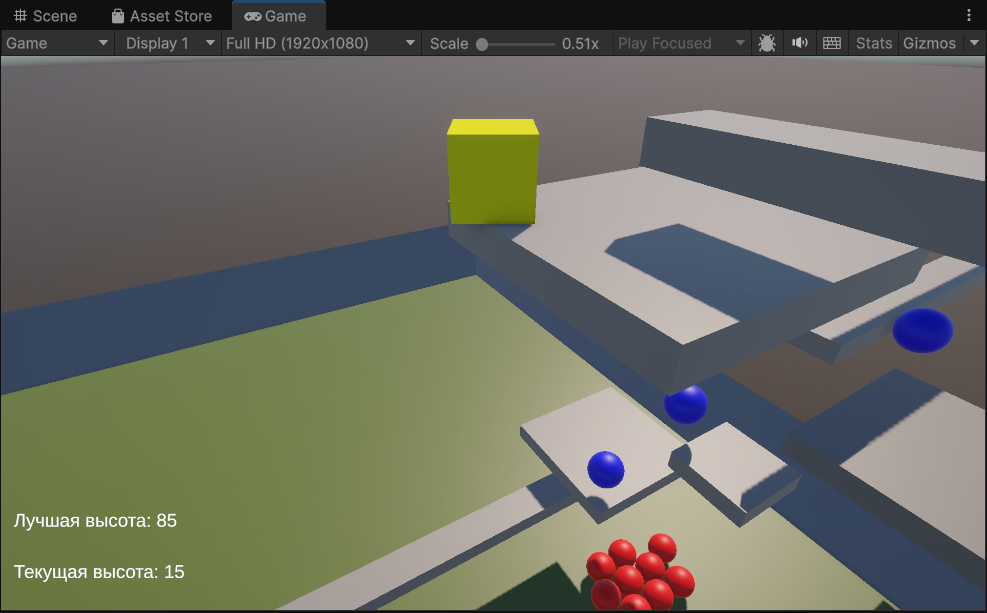 Scene Asset Store Game
Game Display 1 Full HD (1920x1080) Scale 0.51x Play Focused Stats Gizmos
Лучшая высота: 85
Текущая высота: 15